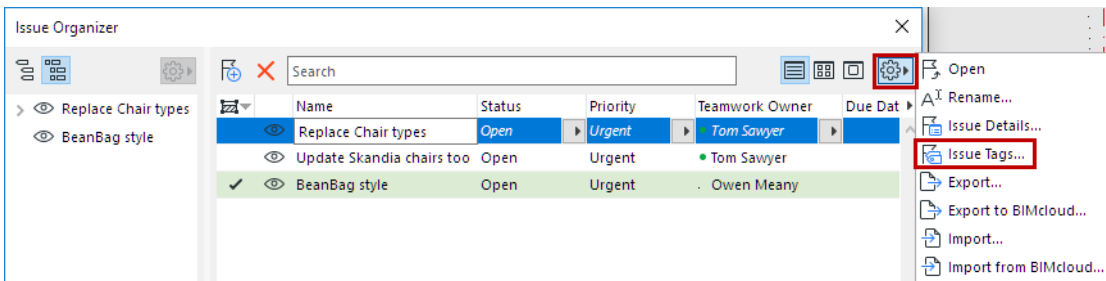 Issue Organizer
Search
Replace Chair types
BeanBag style
Name Status Priority Teamwork Owner Due Dat
Replace Chair types Open Urgent Tom Sawyer
Update Skandia chairs too Open Urgent Tom Sawyer
BeanBag style Open Urgent Owen Meany
Open
Rename...
Issue Details...
Issue Tags...
Export...
Export to BIMcloud...
Import...
Import from BIMcloud...